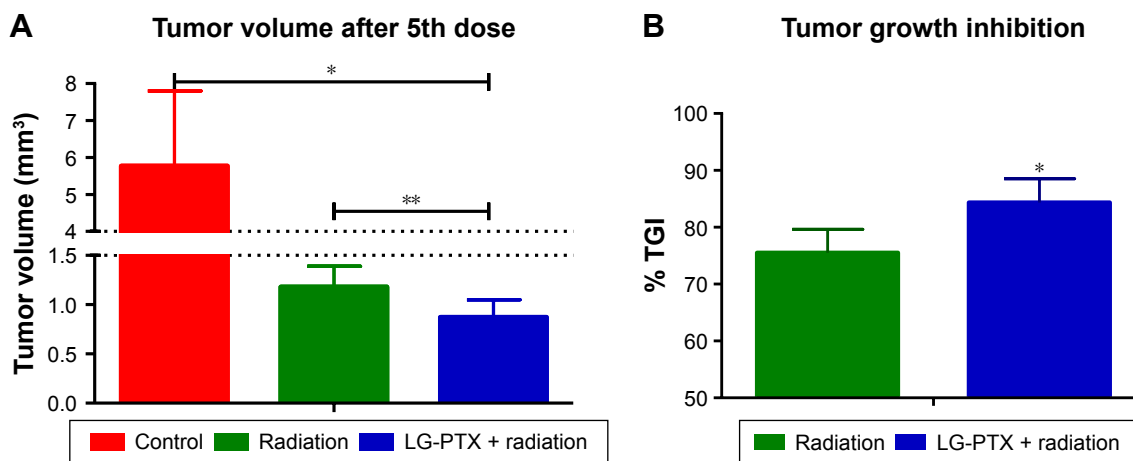 A
Tumor volume after 5th dose
Tumor volume (mm³)
8
7
6
5
4
1.5
1.0
0.5
0.0
*
**
Control
Radiation
LG-PTX + radiation
B
Tumor growth inhibition
% TGI
100
90
80
70
60
50
*
Radiation
LG-PTX + radiation